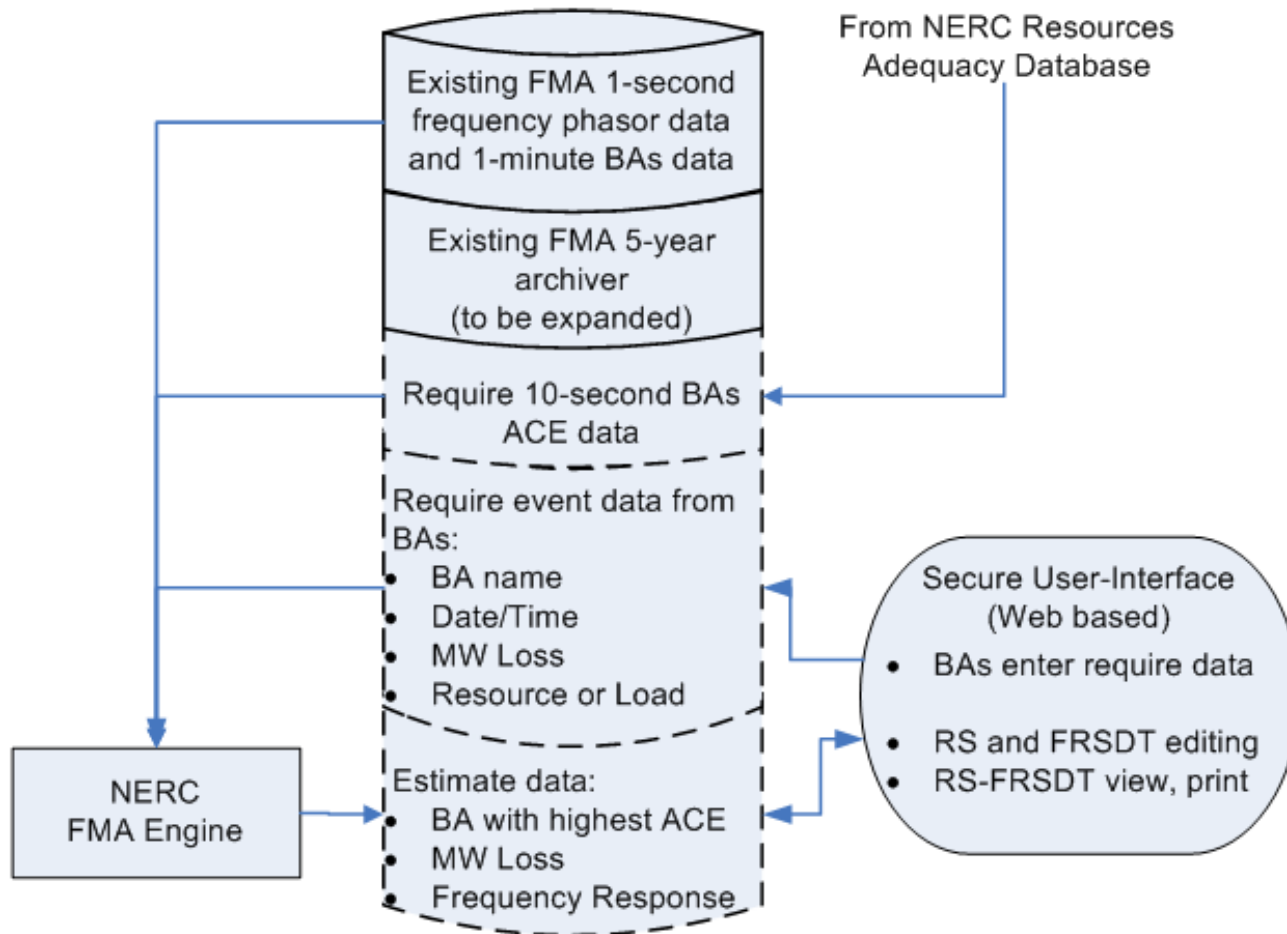 From NERC Resources
Adequacy Database
Existing FMA 1-second
frequency phasor data
and 1-minute BAs data
Existing FMA 5-year
archiver
(to be expanded)
Require 10-second BAs
ACE data
Require event data from
BAs:
• BA name
• Date/Time
• MW Loss
• Resource or Load
Secure User-Interface
(Web based)
• BAs enter require data
• RS and FRSDT editing
• RS-FRSDT view, print
NERC
FMA Engine
Estimate data:
• BA with highest ACE
• MW Loss
• Frequency Response